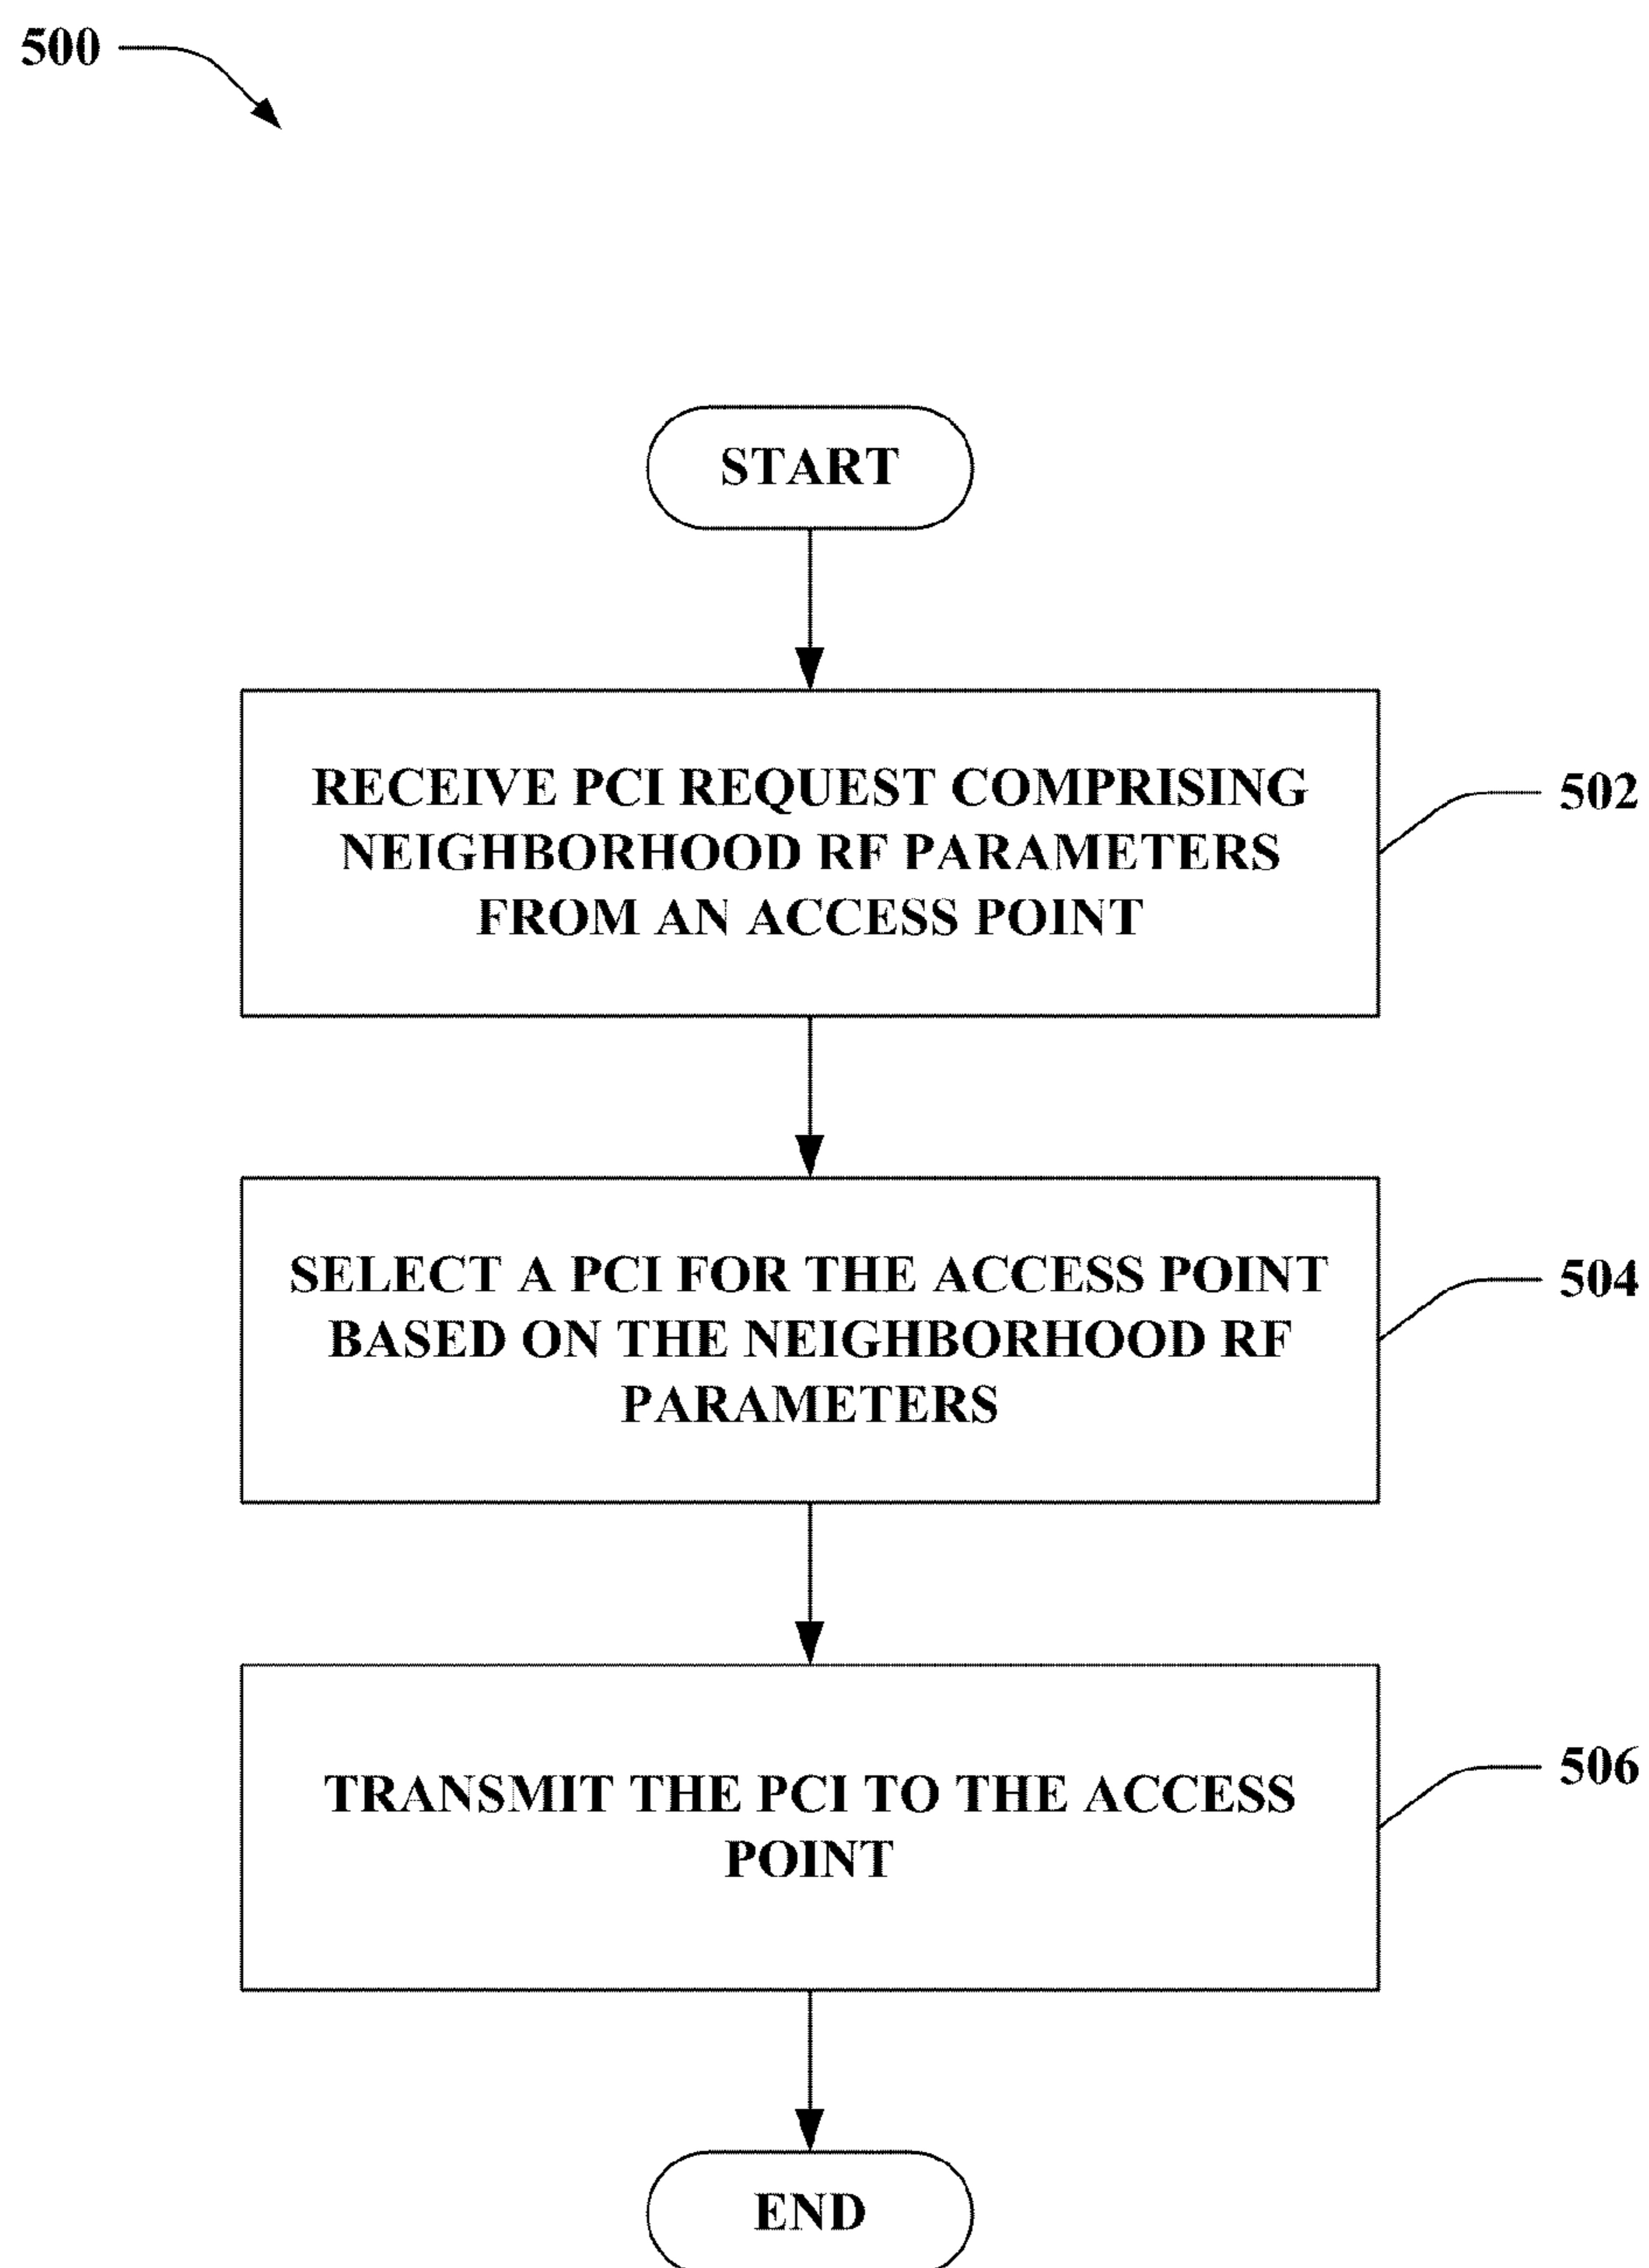 500
START
RECEIVE PCI REQUEST COMPRISING
NEIGHBORHOOD RF PARAMETERS
FROM AN ACCESS POINT
502
SELECT A PCI FOR THE ACCESS POINT
BASED ON THE NEIGHBORHOOD RF
PARAMETERS
504
TRANSMIT THE PCI TO THE ACCESS
POINT
506
END